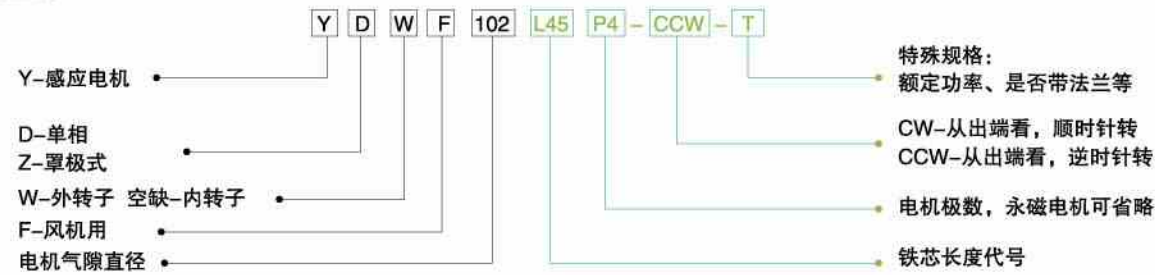 Y D W F 102 L45 P4 - CCW - T
Y-感应电机
D-单相
Z-罩极式
W-外转子 空缺-内转子
F-风机用
电机气隙直径
特殊规格:
额定功率、是否带法兰等
CW-从出端看，顺时针转
CCW-从出端看，逆时针转
电机极数，永磁电机可省略
铁芯长度代号